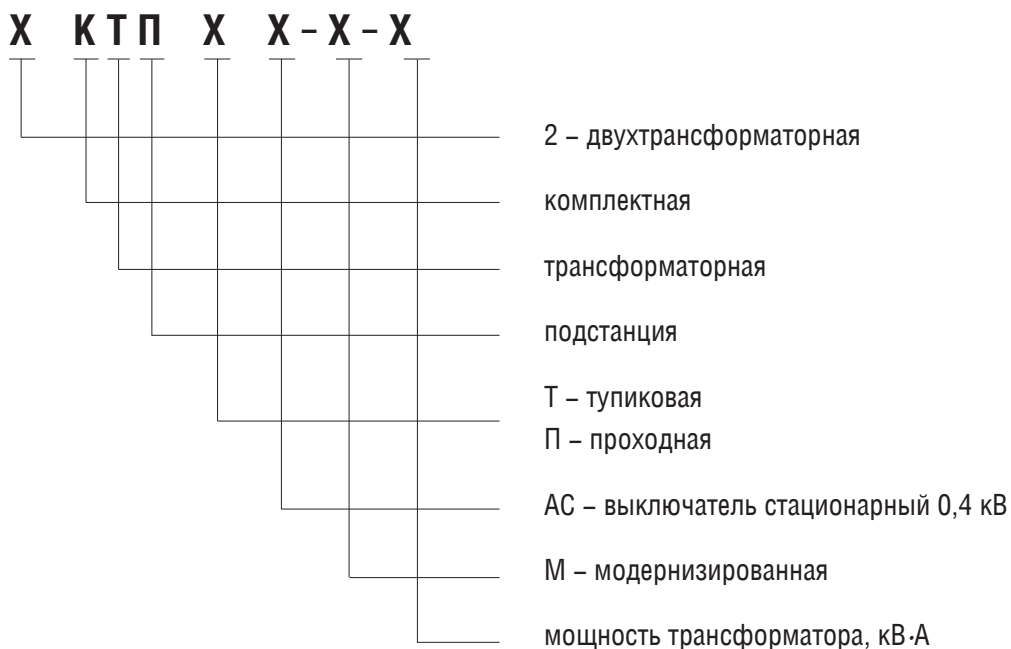 Х КТП Х Х – Х – Х
2 – двухтрансформаторная
комплектная
трансформаторная
подстанция
Т – тупиковая
П – проходная
АС – выключатель стационарный 0,4 кВ
М – модернизированная
мощность трансформатора, кВ·А